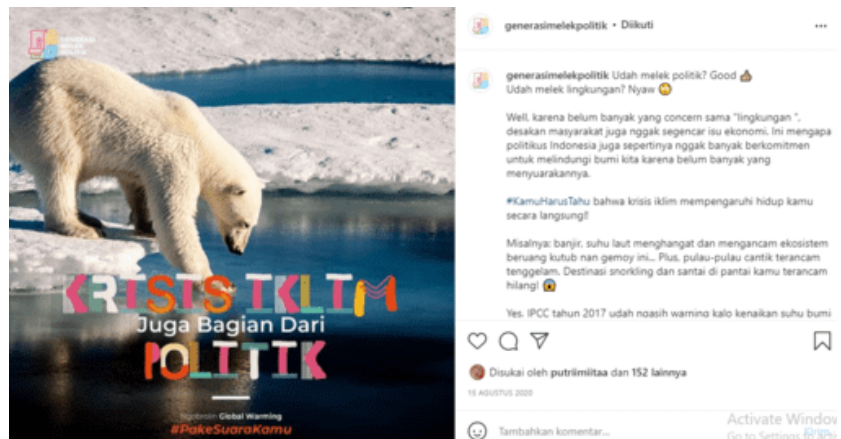 KRISIS IKLIM
Juga Bagian Dari
POLITIK
Ngobrolin Global Warming
#PakeSuaraKamu
generasimelekpolitik • Diikuti
generasimelekpolitik Udah melek politik? Good
Udah melek lingkungan? Nyaw
Well, karena belum banyak yang concern sama "lingkungan ",
desakan masyarakat juga nggak segencar isu ekonomi. Ini mengapa
politikus Indonesia juga sepertinya nggak banyak berkomitmen
untuk melindungi bumi kita karena belum banyak yang
menyuarakannya.
#KamuHarusTahu bahwa krisis iklim mempengaruhi hidup kamu
secara langsung!!
Misalnya: banjir, suhu laut menghangat dan mengancam ekosistem
beruang kutub nan gemoy ini... Plus, pulau-pulau cantik terancam
tenggelam. Destinasi snorkling dan santai di pantai kamu terancam
hilang!
Yes, IPCC tahun 2017 udah ngasih warning kalo kenaikan suhu bumi
Disukai oleh putriimiitaa dan 152 lainnya
15 AGUSTUS 2020
Tambahkan komentar...
Activate Window
Go to Settings to